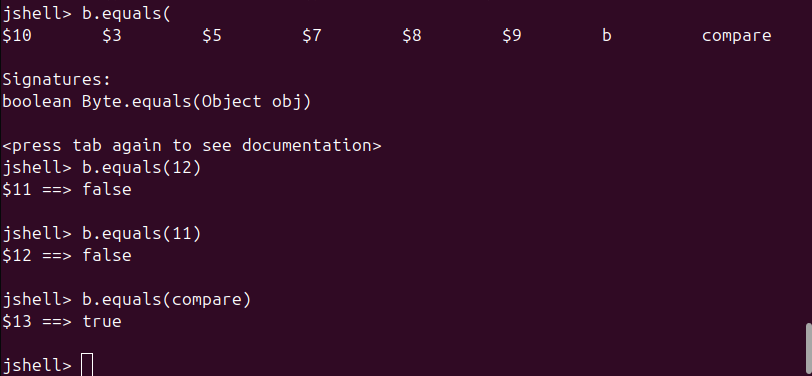 jshell> b.equals(
$10 $3 $5 $7 $8 $9 b compare
Signatures:
boolean Byte.equals(Object obj)
<press tab again to see documentation>
jshell> b.equals(12)
$11 ==> false
jshell> b.equals(11)
$12 ==> false
jshell> b.equals(compare)
$13 ==> true
jshell>